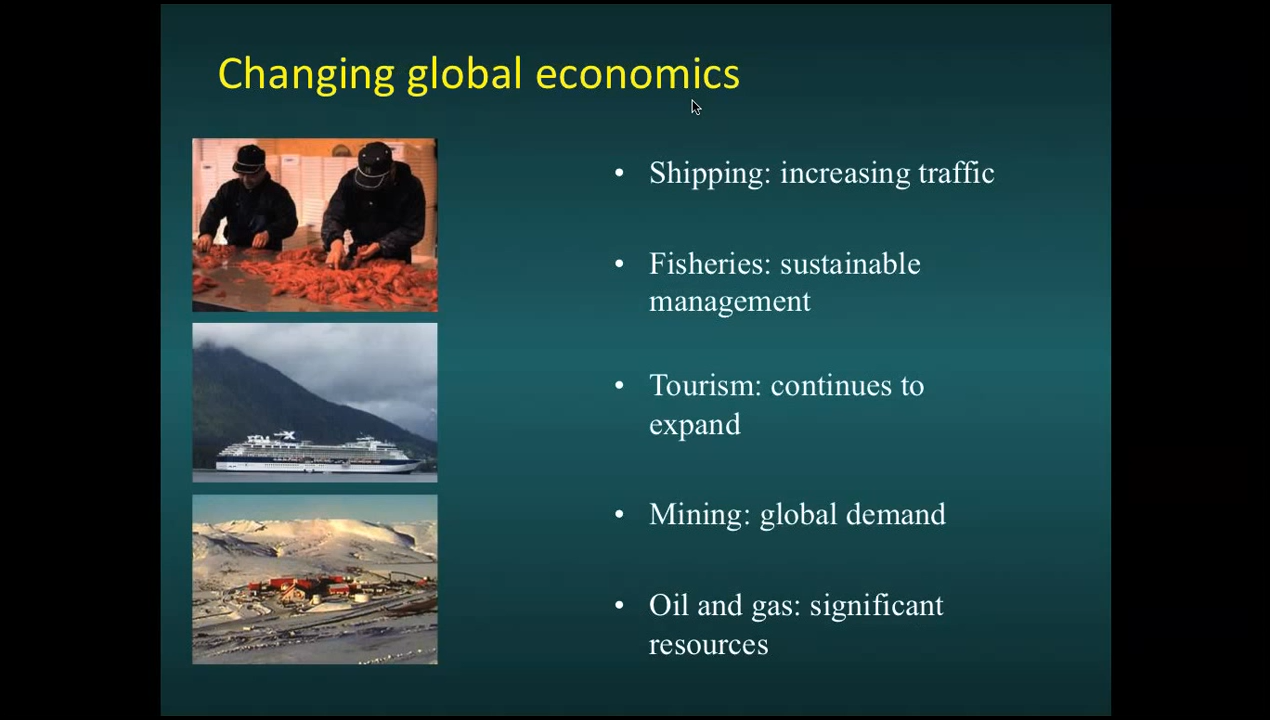 Changing global economics
• Shipping: increasing traffic
• Fisheries: sustainable
management
• Tourism: continues to
expand
• Mining: global demand
• Oil and gas: significant
resources